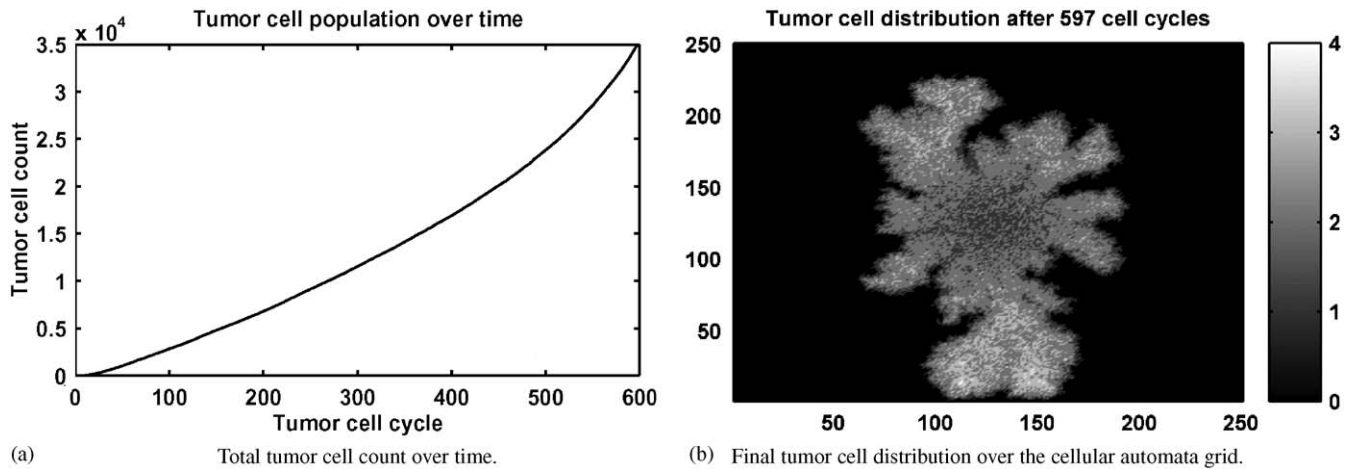 Tumor cell population over time
x 10^4
3.5
3
2.5
2
1.5
1
0.5
0
0 100 200 300 400 500 600
Tumor cell count
Tumor cell cycle
(a) Total tumor cell count over time.
Tumor cell distribution after 597 cell cycles
250
200
150
100
50
50 100 150 200 250
4
3
2
1
0
(b) Final tumor cell distribution over the cellular automata grid.